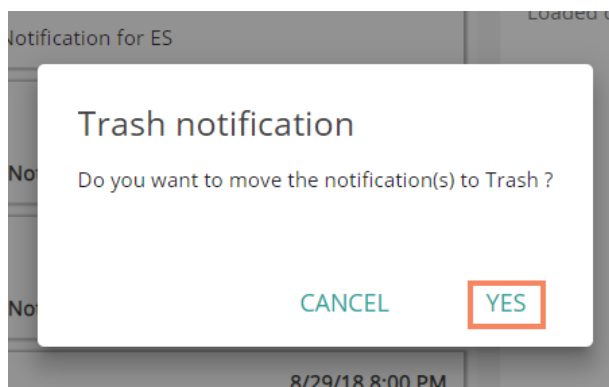 Loaded
Notification for ES
Trash notification
Do you want to move the notification(s) to Trash ?
CANCEL YES
8/29/18 8:00 PM